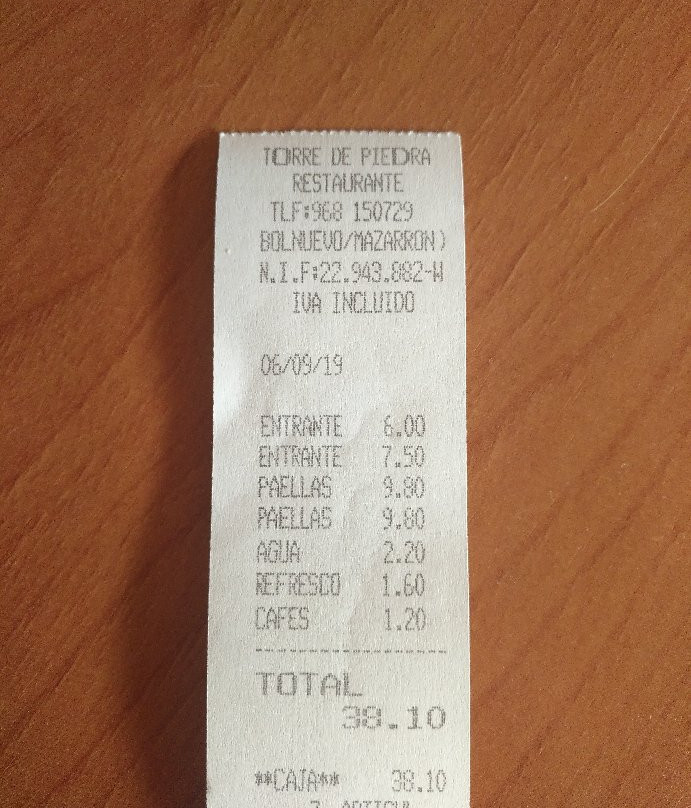 TORRE DE PIEDRA
RESTAURANTE
TLF:968 150729
BOLNUEVO/MAZARRON)
N.I.F:22.943.882-W
IVA INCLUIDO
06/09/19
ENTRANTE 6.00
ENTRANTE 7.50
PAELLAS 9.80
PAELLAS 9.80
AGUA 2.20
REFRESCO 1.60
CAFES 1.20
--------------------
TOTAL
38.10
**CAJA** 38.10